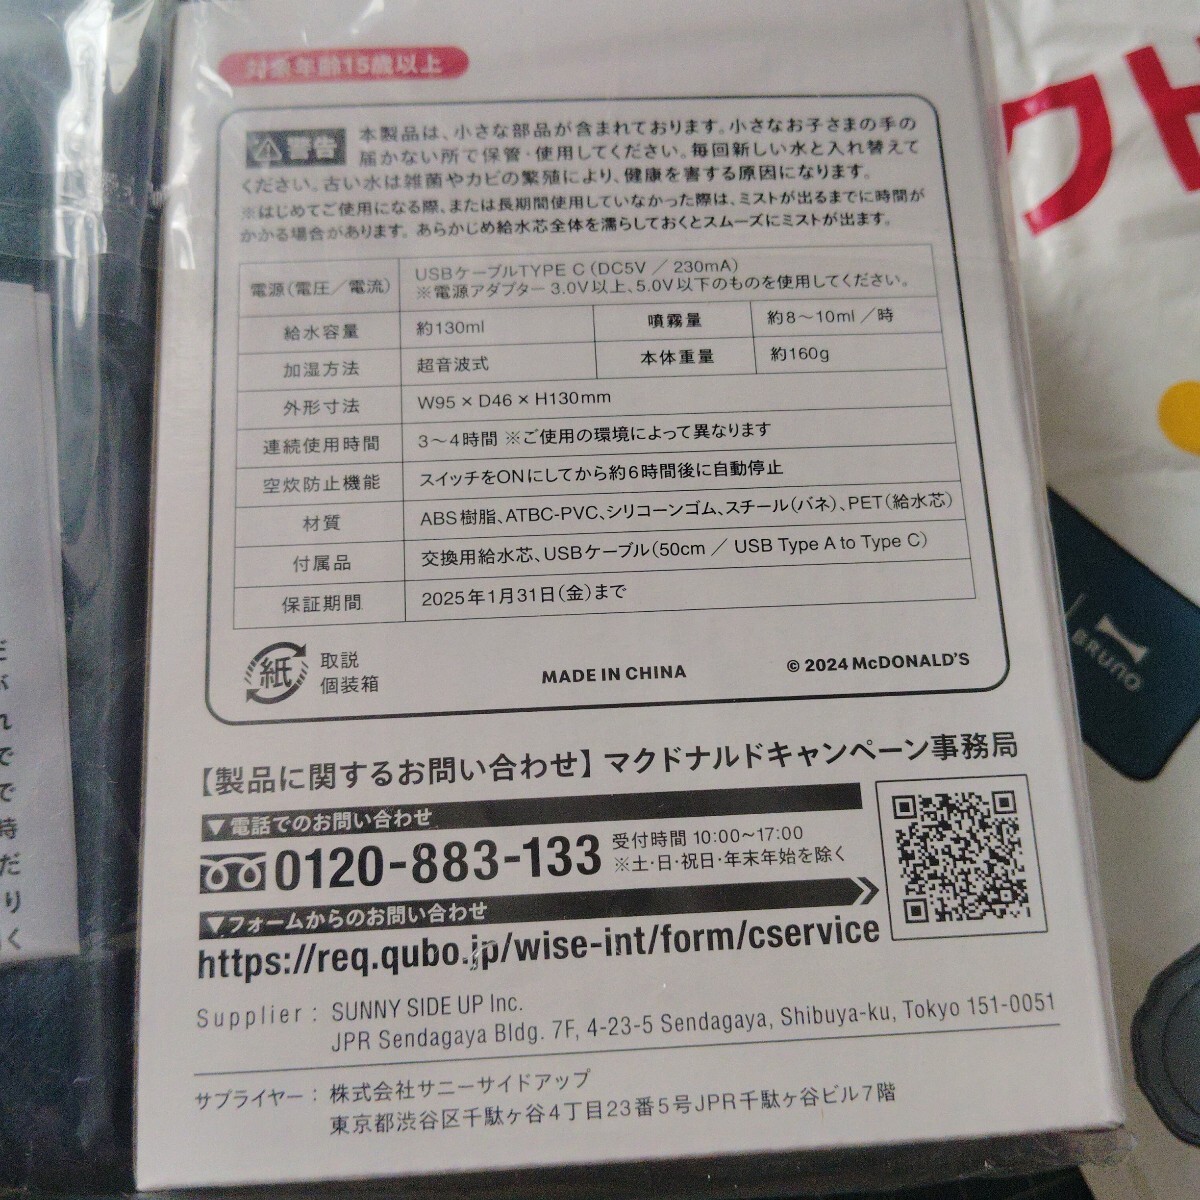 対象年齢15歳以上
警告 本製品は、小さな部品が含まれております。小さなお子さまの手の
届かない所で保管・使用してください。毎回新しい水と入れ替えて
ください。古い水は雑菌やカビの繁殖により、健康を害する原因になります。
※はじめてご使用になる際、または長期間使用していなかった際は、ミストが出るまでに時間が
かかる場合があります。あらかじめ給水芯全体を濡らしておくとスムーズにミストが出ます。
電源(電圧/電流) USBケーブルTYPE C(DC5V / 230mA)
※電源アダプター 3.0V以上、5.0V以下のものを使用してください。
給水容量 約130ml 噴霧量 約8〜10ml/時
加湿方法 超音波式 本体重量 約160g
外形寸法 W95 × D46 × H130mm
連続使用時間 3〜4時間 ※ご使用の環境によって異なります
空炊防止機能 スイッチをONにしてから約6時間後に自動停止
材質 ABS樹脂、ATBC-PVC、シリコーンゴム、スチール(バネ)、PET(給水芯)
付属品 交換用給水芯、USBケーブル(50cm / USB Type A to Type C)
保証期間 2025年1月31日(金)まで
紙 取説
個装箱
MADE IN CHINA
© 2024 McDONALD'S
【製品に関するお問い合わせ】マクドナルドキャンペーン事務局
▼電話でのお問い合わせ
0120-883-133 受付時間 10:00〜17:00
※土・日・祝日・年末年始を除く
▼フォームからのお問い合わせ
https://req.qubo.jp/wise-int/form/cservice
Supplier: SUNNY SIDE UP Inc.
JPR Sendagaya Bldg. 7F, 4-23-5 Sendagaya, Shibuya-ku, Tokyo 151-0051
サプライヤー: 株式会社サニーサイドアップ
東京都渋谷区千駄ヶ谷4丁目23番5号JPR千駄ヶ谷ビル7階
クド
BRUNO
が
れ
で
で
時
だ
り
く